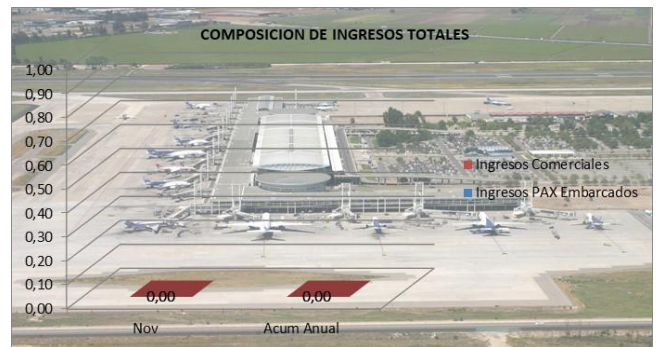 COMPOSICION DE INGRESOS TOTALES
1,00
0,90
0,80
0,70
0,60
0,50
0,40
0,30
0,20
0,10
0,00
Ingresos Comerciales
Ingresos PAX Embarcados
0,00
0,00
Nov
Acum Anual